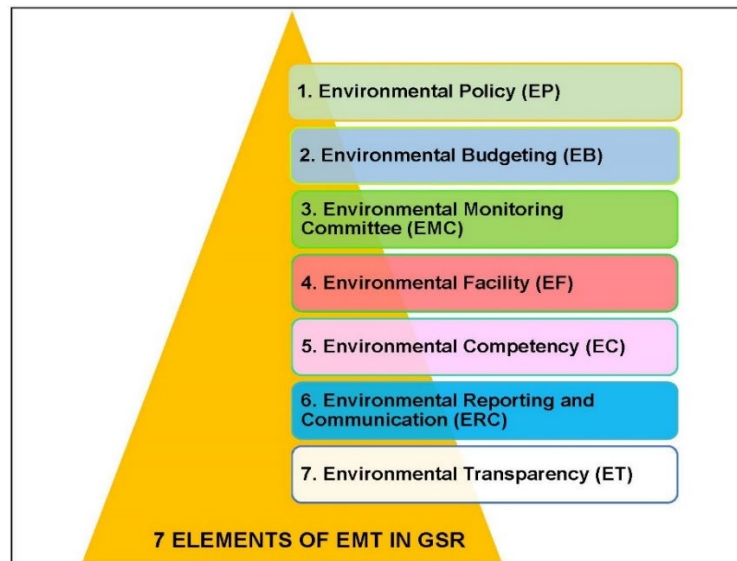 1. Environmental Policy (EP)
2. Environmental Budgeting (EB)
3. Environmental Monitoring
Committee (EMC)
4. Environmental Facility (EF)
5. Environmental Competency (EC)
6. Environmental Reporting and
Communication (ERC)
7. Environmental Transparency (ET)
7 ELEMENTS OF EMT IN GSR